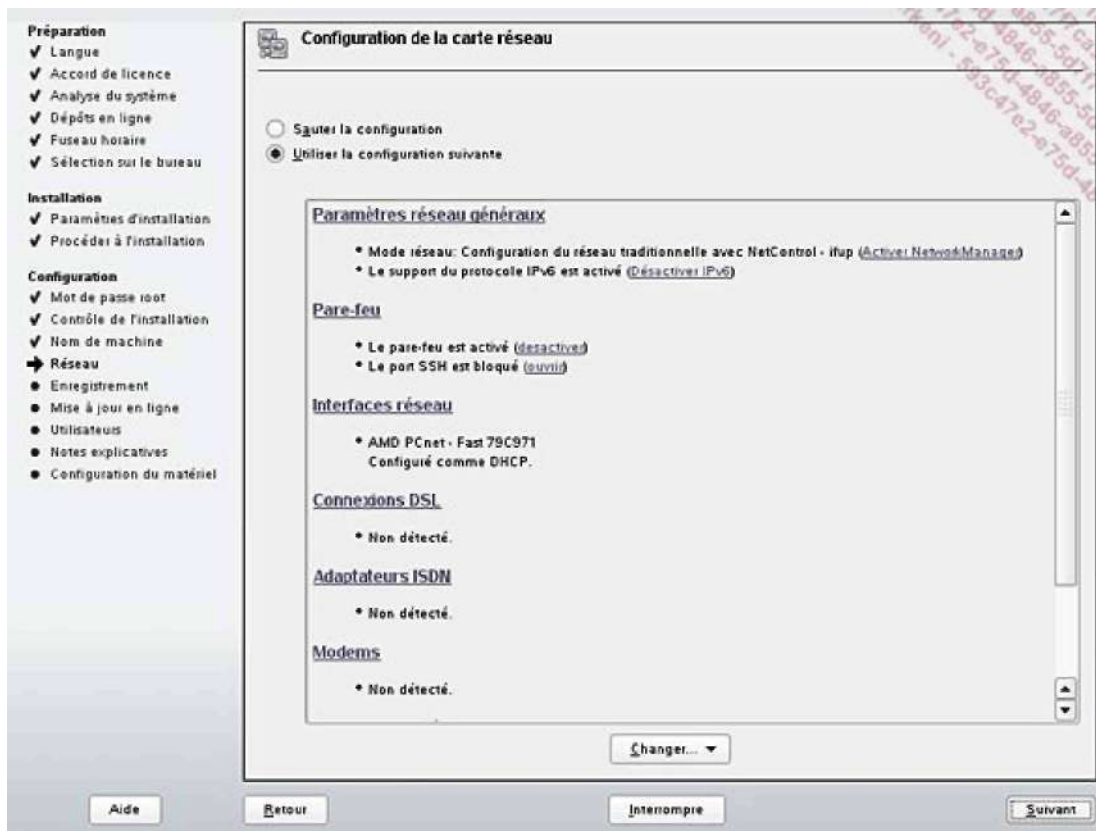 Préparation
Langue
Accord de licence
Analyse du système
Dépôts en ligne
Fuseau horaire
Sélection sur le bureau
Installation
Paramètres d'installation
Procéder à l'installation
Configuration
Mot de passe root
Contrôle de l'installation
Nom de machine
Réseau
Enregistrement
Mise à jour en ligne
Utilisateurs
Notes explicatives
Configuration du matériel
Configuration de la carte réseau
Sauter la configuration
Utiliser la configuration suivante
Paramètres réseau généraux
Mode réseau: Configuration du réseau traditionnelle avec NetControl - ifup (Activer NetworkManager)
Le support du protocole IPv6 est activé (Désactiver IPv6)
Pare-feu
Le pare-feu est activé (desactiver)
Le port SSH est bloqué (ouvrir)
Interfaces réseau
AMD PCnet - Fast 79C971
Configuré comme DHCP.
Connexions DSL
Non détecté.
Adaptateurs ISDN
Non détecté.
Modems
Non détecté.
Changer...
Aide
Retour
Interrompre
Suivant